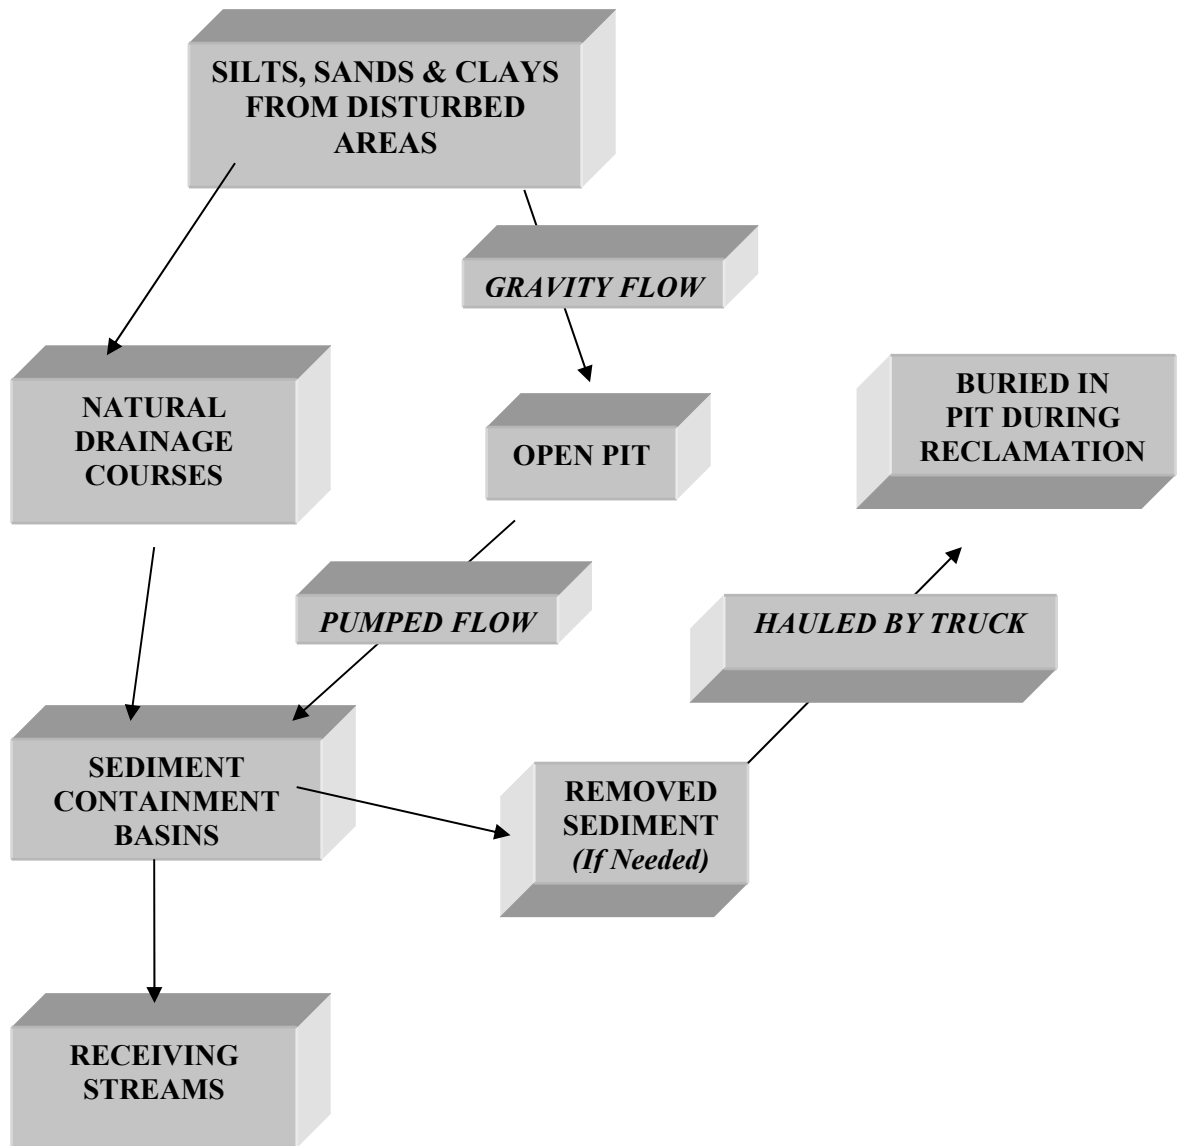 SILTS, SANDS & CLAYS
FROM DISTURBED
AREAS
GRAVITY FLOW
NATURAL
DRAINAGE
COURSES
OPEN PIT
BURIED IN
PIT DURING
RECLAMATION
PUMPED FLOW
HAULED BY TRUCK
SEDIMENT
CONTAINMENT
BASINS
REMOVED
SEDIMENT
(If Needed)
RECEIVING
STREAMS